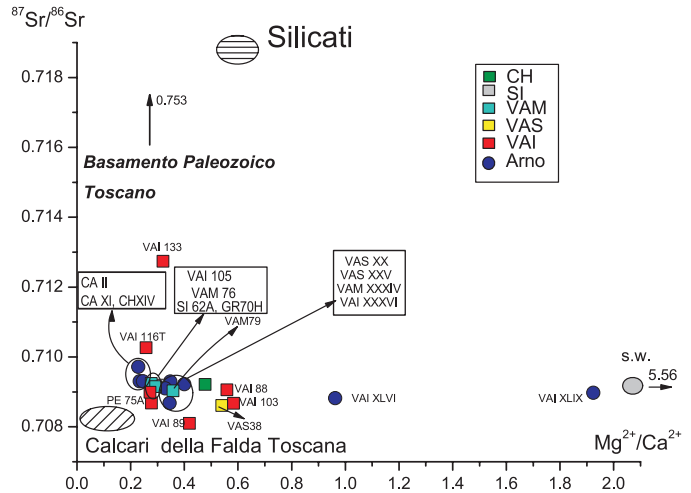 ⁸⁷Sr/⁸⁶Sr
Silicati
0.718
0.716
0.714
0.712
0.710
0.708
0.753
Basamento Paleozoico
Toscano
CH
SI
VAM
VAS
VAI
Arno
VAI 133
CA II
CA XI, CHXIV
VAI 105
VAM 76
SI 62A, GR70H
VAS XX
VAS XXV
VAM XXXIV
VAI XXXVI
VAM79
VAI 116T
s.w.
5.56
PE 75A
VAI 88
VAI 103
VAI XLVI
VAI XLIX
VAI 89
VAS38
Calcari della Falda Toscana
Mg²⁺/Ca²⁺
0.0 0.2 0.4 0.6 0.8 1.0 1.2 1.4 1.6 1.8 2.0